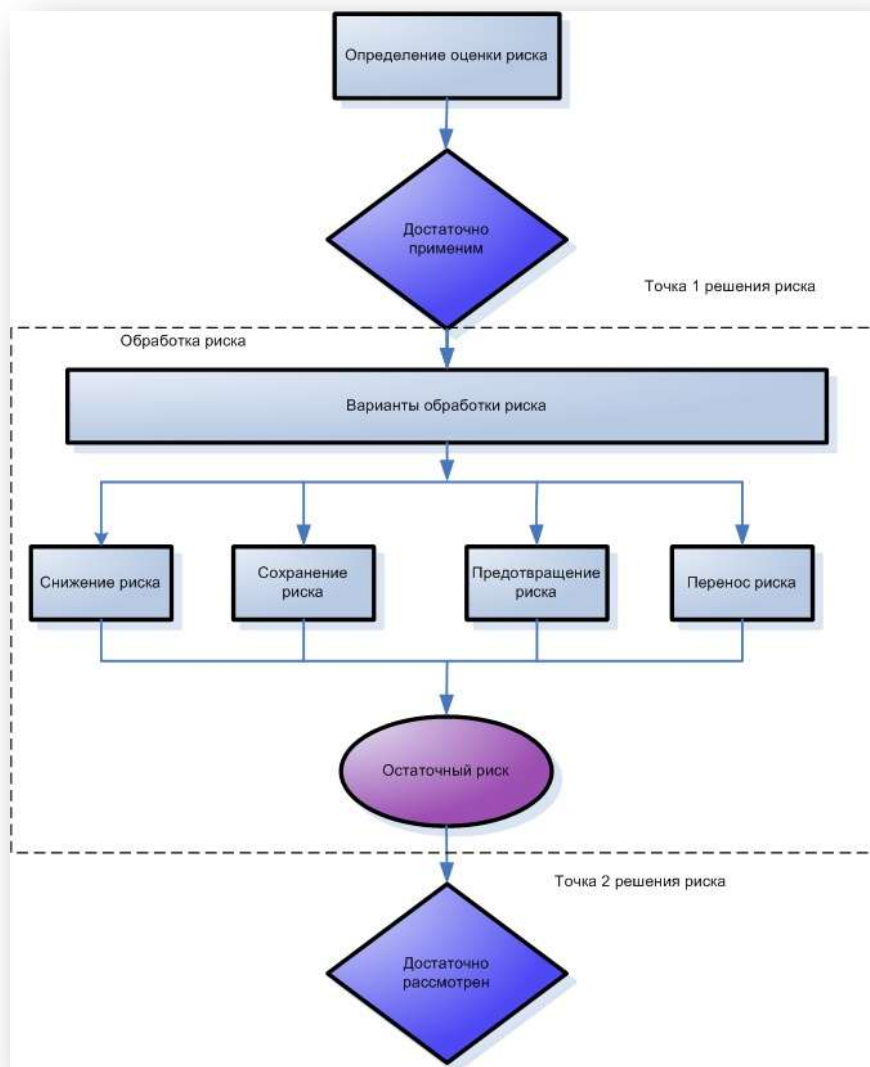 Определение оценки риска
Достаточно
применим
Точка 1 решения риска
Обработка риска
Варианты обработки риска
Снижение риска
Сохранение
риска
Предотвращение
риска
Перенос риска
Остаточный риск
Точка 2 решения риска
Достаточно
рассмотрен